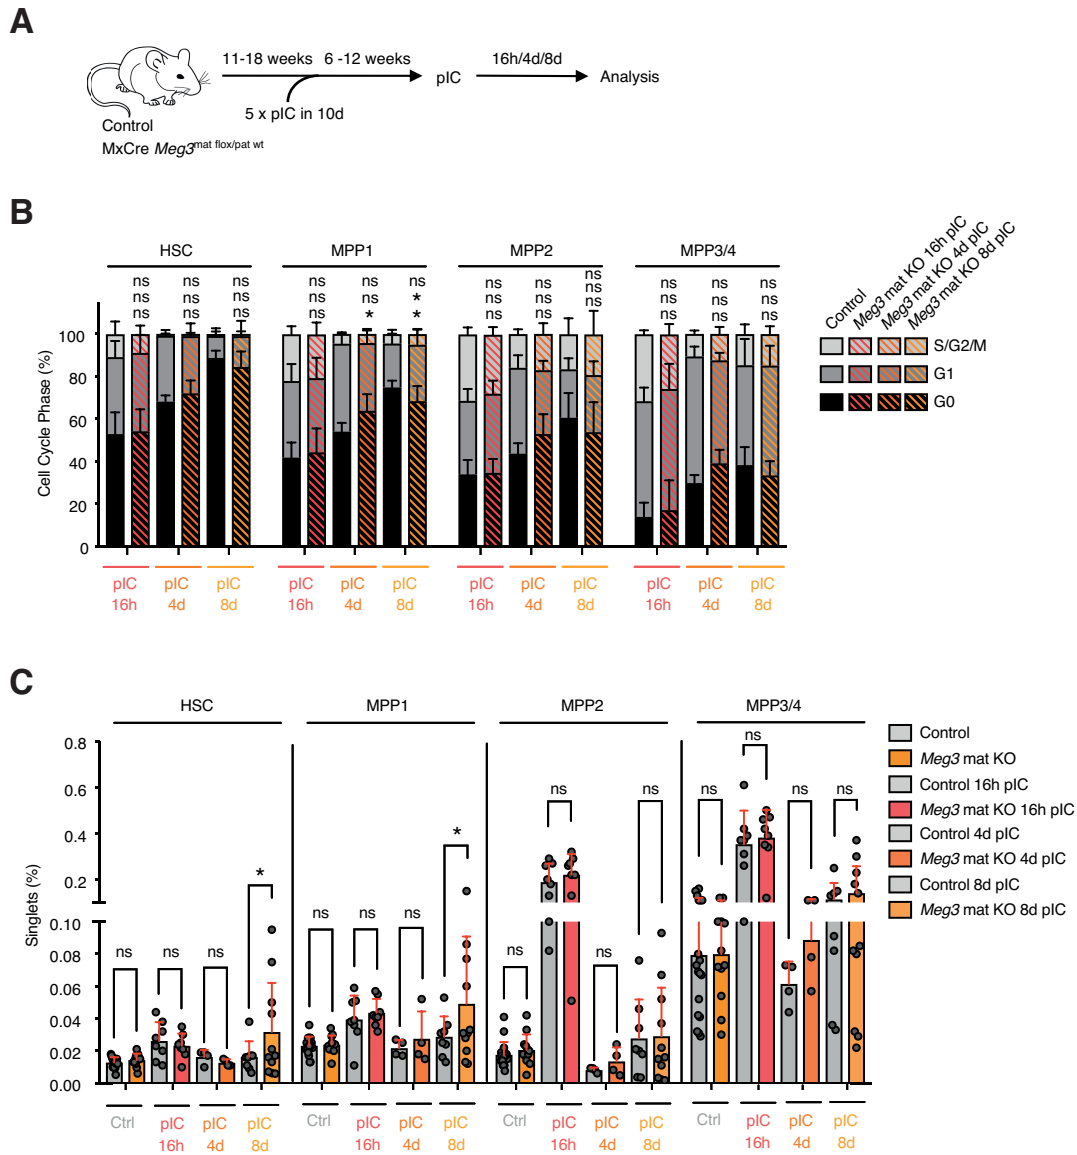 A
11-18 weeks 6 -12 weeks
16h/4d/8d
pIC
Analysis
5 x pIC in 10d
Control
MxCre Meg3mat flox/pat wt
B
HSC
MPP1
MPP2
MPP3/4
ns ns ns ns ns ns ns ns ns ns ns ns
ns ns ns ns ns * ns ns ns ns ns ns
ns ns ns ns * * ns ns ns ns ns ns
Cell Cycle Phase (%)
100
80
60
40
20
0
pIC pIC pIC pIC pIC pIC pIC pIC pIC pIC pIC pIC
16h 4d 8d 16h 4d 8d 16h 4d 8d 16h 4d 8d
Control
Meg3 mat KO 16h pIC
Meg3 mat KO 4d pIC
Meg3 mat KO 8d pIC
S/G2/M
G1
G0
C
HSC
MPP1
MPP2
MPP3/4
Singlets (%)
0.8
0.6
0.4
0.2
0.10
0.08
0.06
0.04
0.02
0.00
ns ns ns *
ns ns ns *
ns ns ns ns
ns ns ns ns
Ctrl pIC pIC pIC Ctrl pIC pIC pIC Ctrl pIC pIC pIC Ctrl pIC pIC pIC
16h 4d 8d 16h 4d 8d 16h 4d 8d 16h 4d 8d
Control
Meg3 mat KO
Control 16h pIC
Meg3 mat KO 16h pIC
Control 4d pIC
Meg3 mat KO 4d pIC
Control 8d pIC
Meg3 mat KO 8d pIC